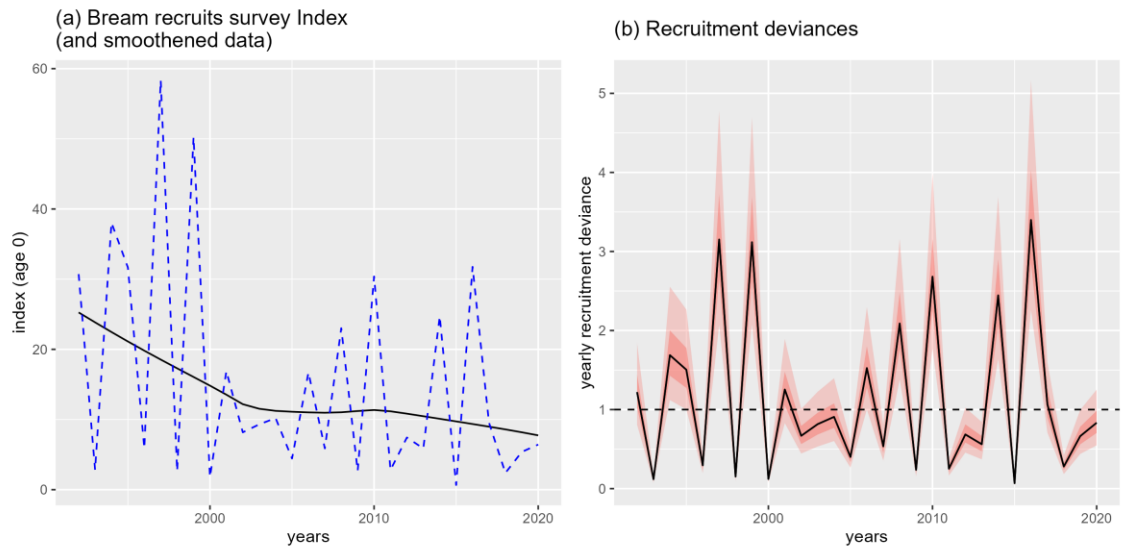 (a) Bream recruits survey Index
(and smoothened data)
60
40
20
0
index (age 0)
2000
2010
2020
years
(b) Recruitment deviances
5
4
3
2
1
0
yearly recruitment deviance
2000
2010
2020
years